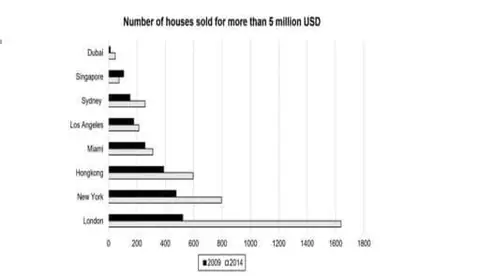 Number of houses sold for more than 5 million USD
Dubai
Singapore
Sydney
Los Angeles
Miami
Hongkong
New York
London
0 200 400 600 800 1000 1200 1400 1600 1800
2009 2014